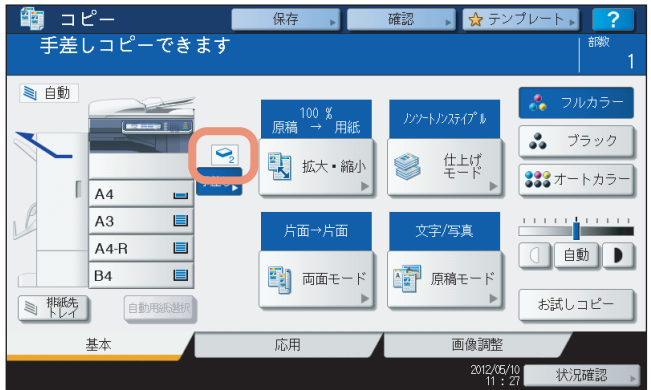 コピー
保存
確認
テンプレート
?
手差しコピーできます
部数
1
自動
100 %
原稿 → 用紙
拡大・縮小
ノンソートノンステイプル
仕上げ
モード
フルカラー
ブラック
オートカラー
2
A4
A3
A4-R
B4
片面→片面
両面モード
文字/写真
原稿モード
自動
排紙先
トレイ
自動用紙選択
お試しコピー
基本
応用
画像調整
2012/05/10
11 : 27
状況確認